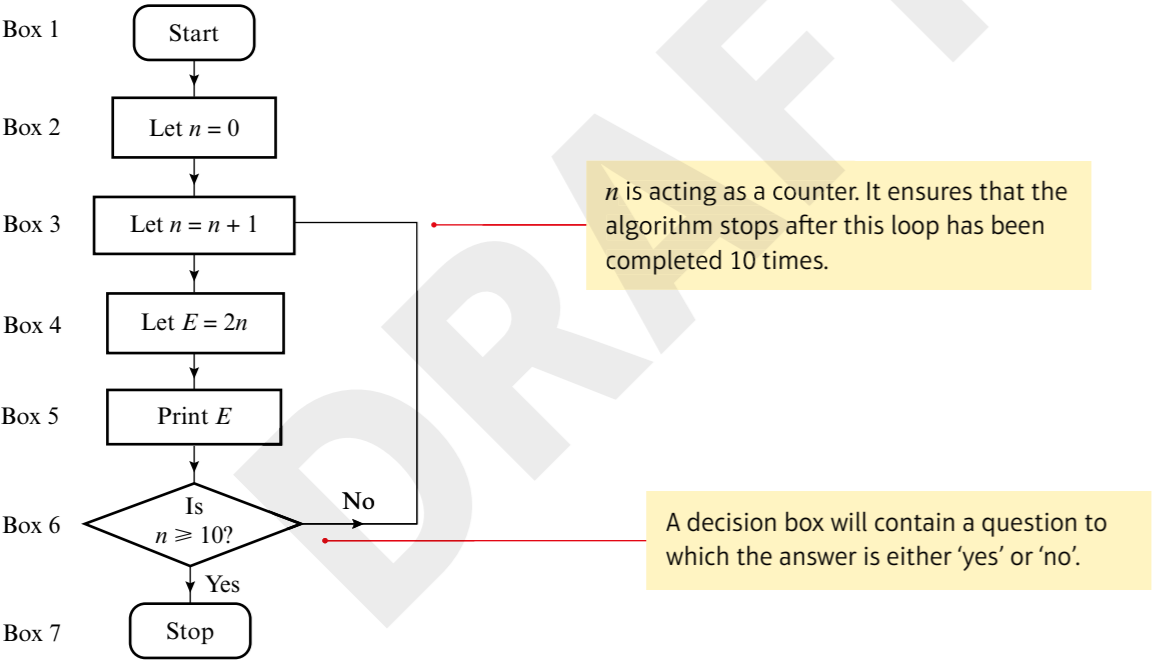 Box 1
Start
Box 2
Let n = 0
Box 3
Let n = n + 1
n is acting as a counter. It ensures that the
algorithm stops after this loop has been
completed 10 times.
Box 4
Let E = 2n
Box 5
Print E
Box 6
Is
n ⩾ 10?
No
A decision box will contain a question to
which the answer is either ‘yes’ or ‘no’.
Yes
Box 7
Stop
DRAFT